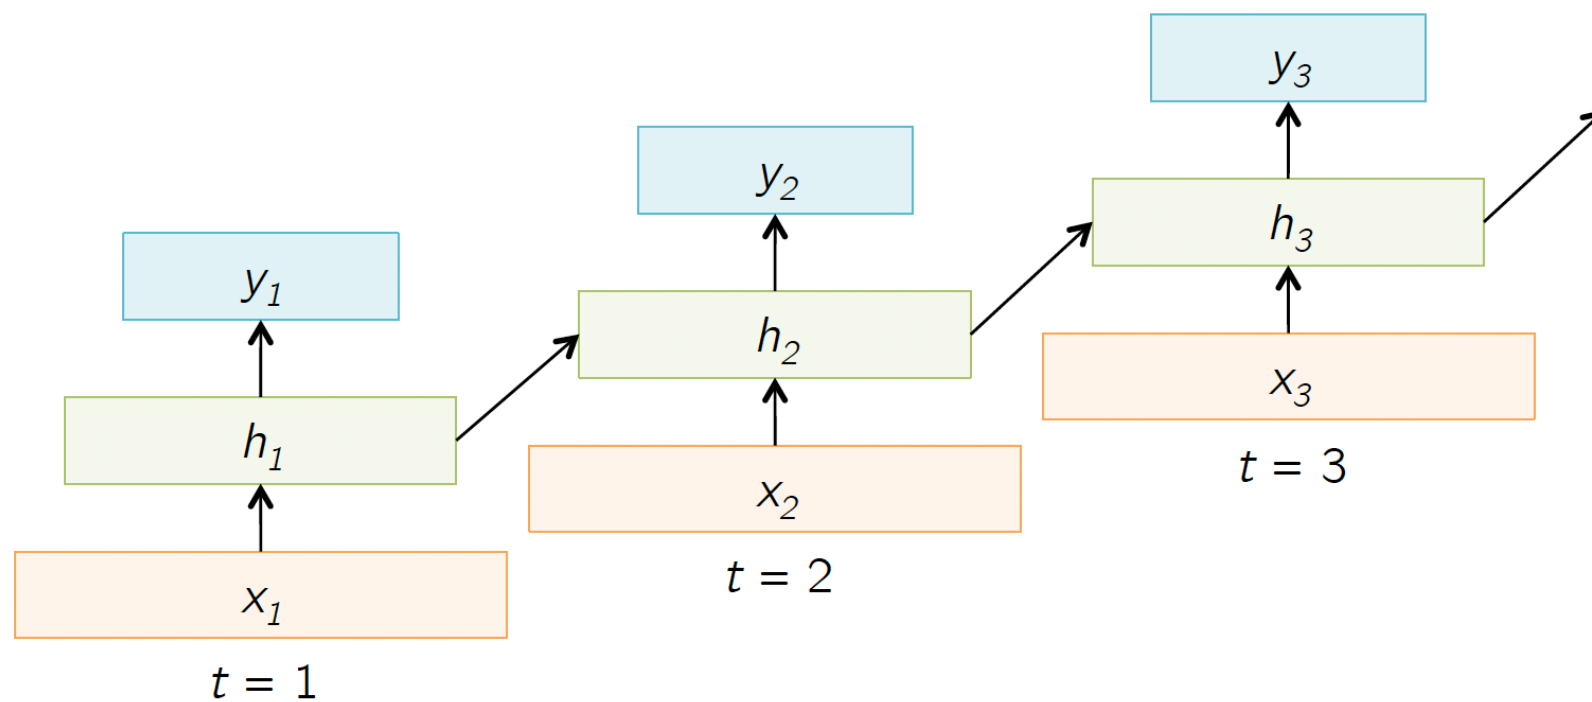 y1
h1
x1
t = 1
y2
h2
x2
t = 2
y3
h3
x3
t = 3